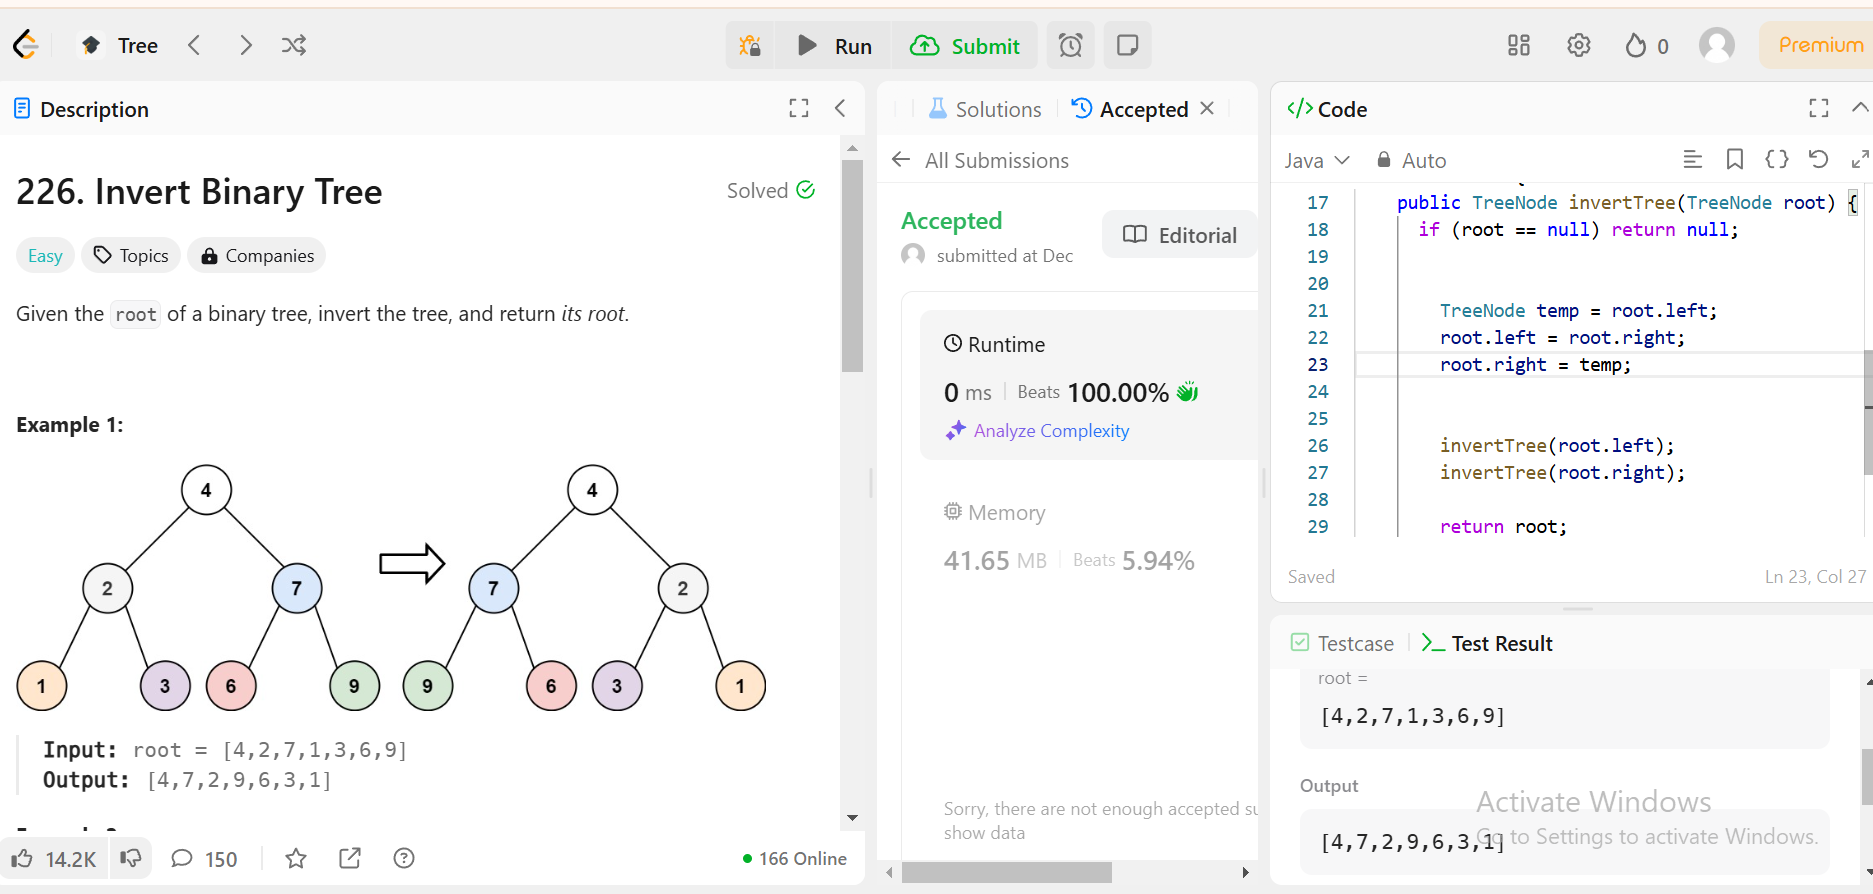 Tree
Run
Submit
0
Premium
Description
226. Invert Binary Tree
Solved
Easy
Topics
Companies
Given the root of a binary tree, invert the tree, and return its root.
Example 1:
4
2
7
1
3
6
9
4
7
2
9
6
3
1
Input: root = [4,2,7,1,3,6,9]
Output: [4,7,2,9,6,3,1]
14.2K
150
166 Online
Solutions
Accepted
All Submissions
Accepted
submitted at Dec
Editorial
Runtime
0 ms
Beats 100.00%
Analyze Complexity
Memory
41.65 MB
Beats 5.94%
Sorry, there are not enough accepted
show data
</> Code
Java
Auto
17 public TreeNode invertTree(TreeNode root) {
18 if (root == null) return null;
19
20
21 TreeNode temp = root.left;
22 root.left = root.right;
23 root.right = temp;
24
25
26 invertTree(root.left);
27 invertTree(root.right);
28
29 return root;
Saved
Ln 23, Col 27
Testcase
Test Result
root =
[4,2,7,1,3,6,9]
Output
[4,7,2,9,6,3,1]
Activate Windows
Go to Settings to activate Windows.